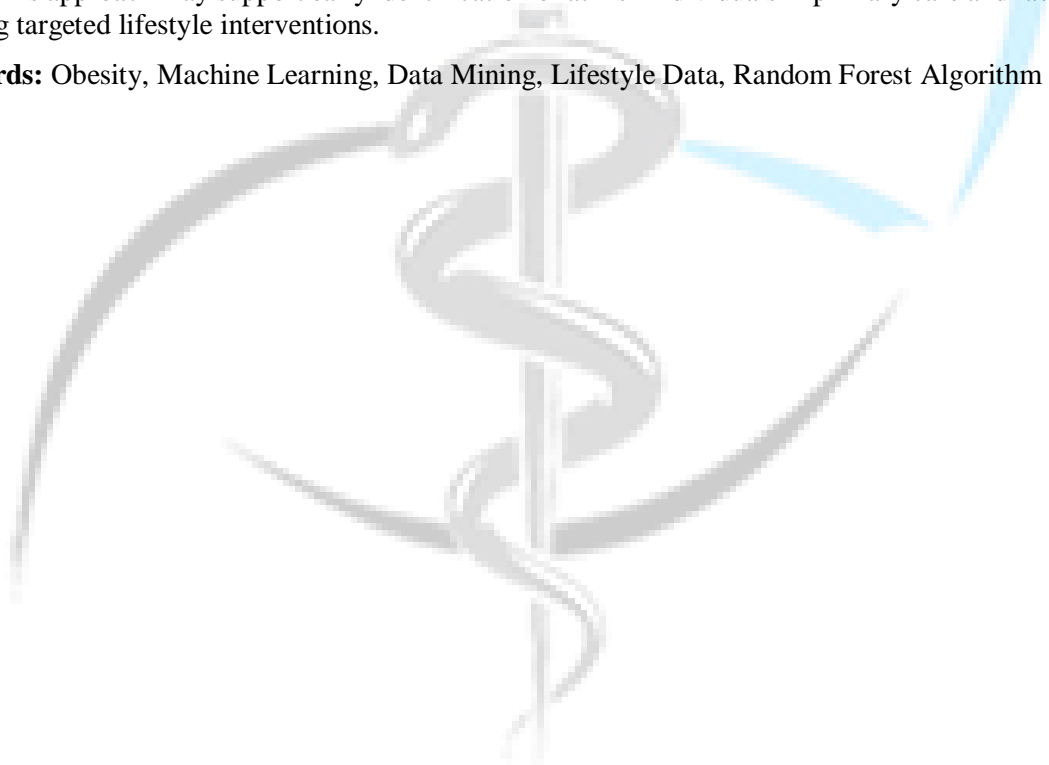 g targeted lifestyle interventions.
rds: Obesity, Machine Learning, Data Mining, Lifestyle Data, Random Forest Algorithm